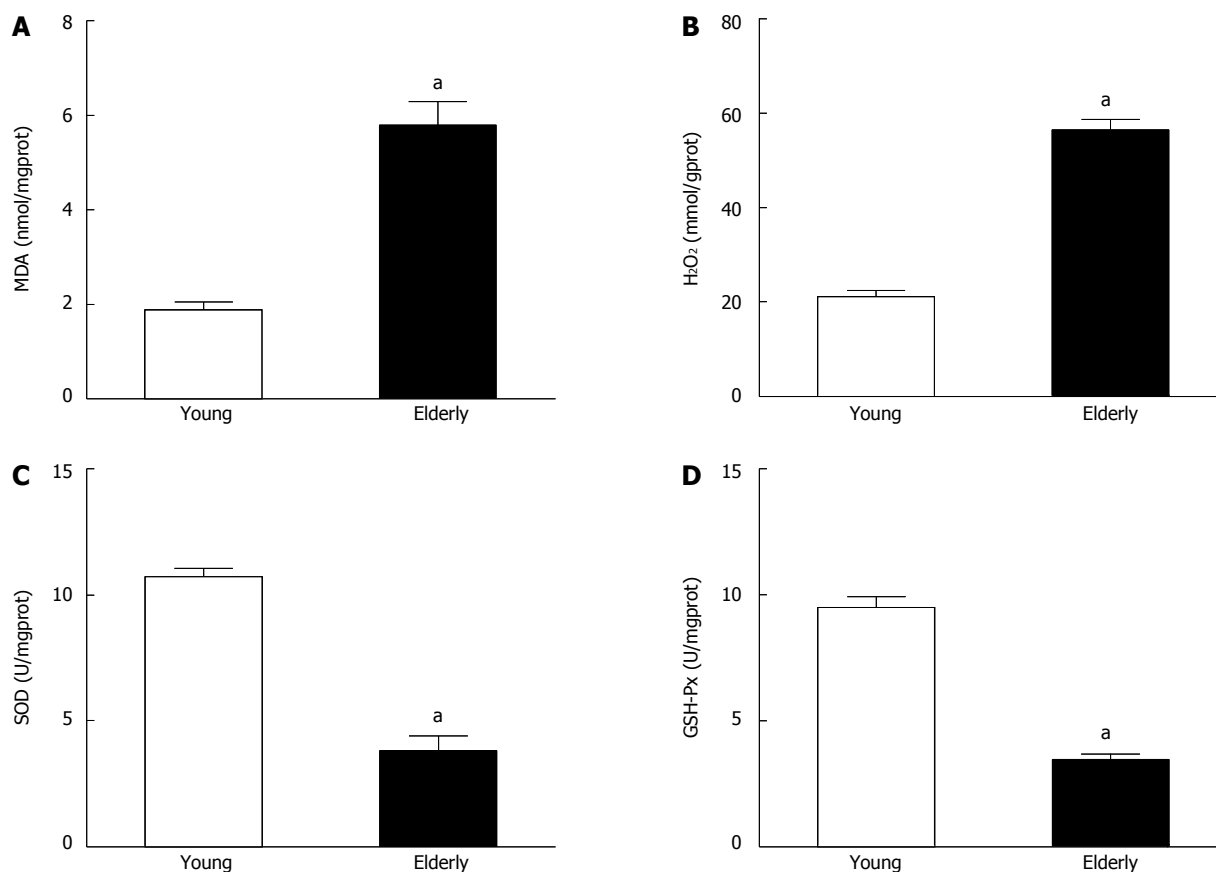 A
MDA (nmol/mgprot)
8
6
4
2
0
a
Young
Elderly
B
H₂O₂ (mmol/gprot)
80
60
40
20
0
a
Young
Elderly
C
SOD (U/mgprot)
15
10
5
0
a
Young
Elderly
D
GSH-Px (U/mgprot)
15
10
5
0
a
Young
Elderly